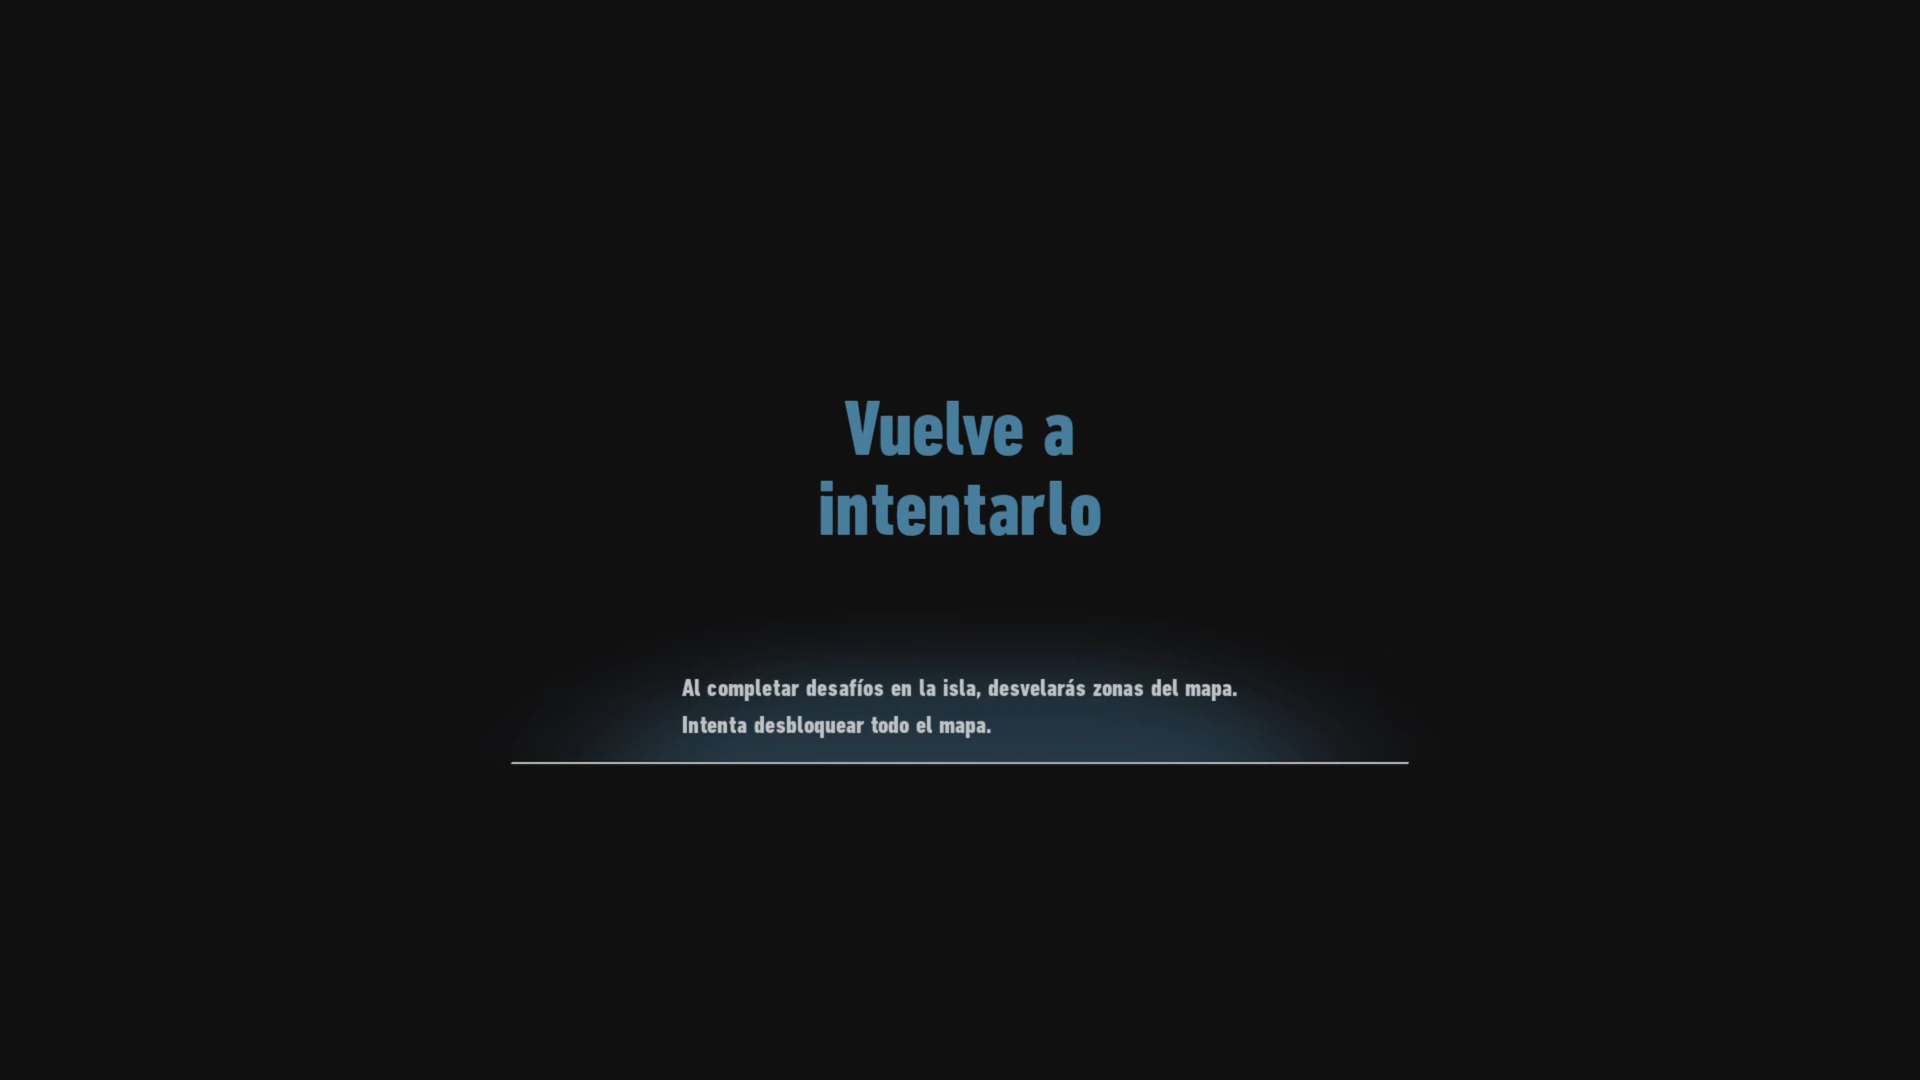 Vuelve a
intentarlo
Al completar desafíos en la isla, desvelarás zonas del mapa.
Intenta desbloquear todo el mapa.